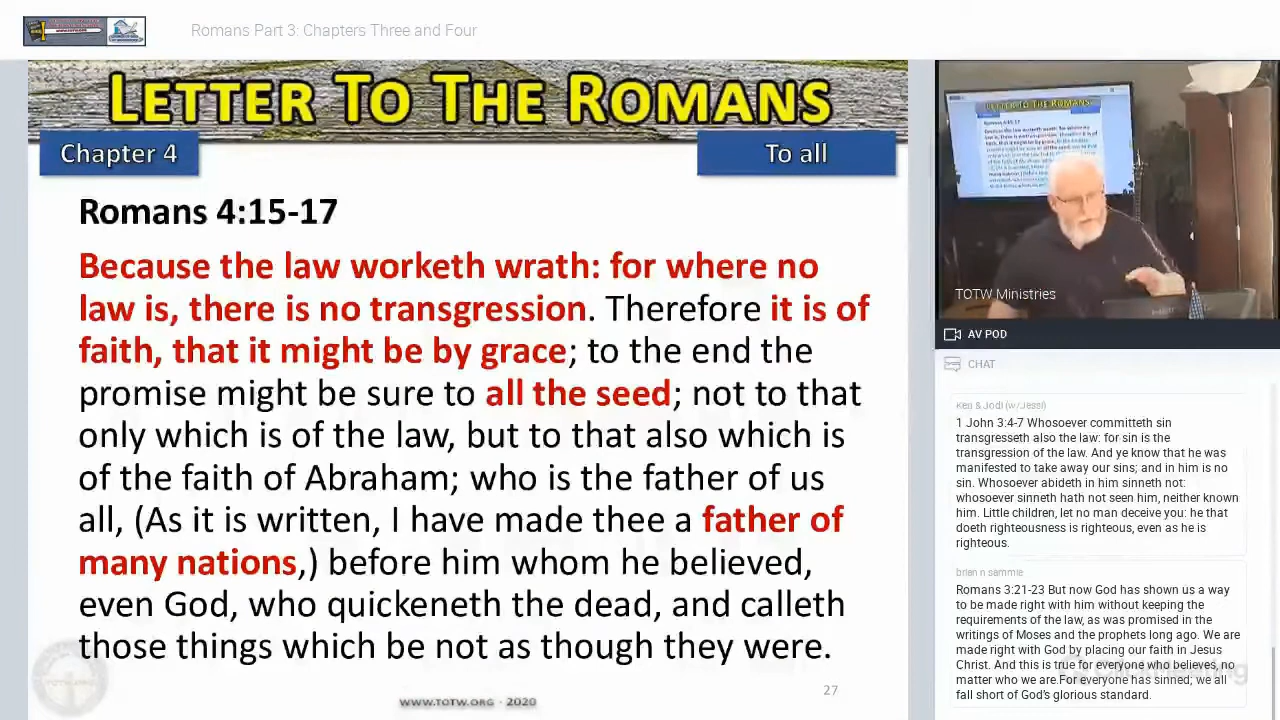 Romans Part 3: Chapters Three and Four
LETTER TO THE ROMANS
Chapter 4
To all
Romans 4:15-17
Because the law worketh wrath: for where no
law is, there is no transgression. Therefore it is of
faith, that it might be by grace; to the end the
promise might be sure to all the seed; not to that
only which is of the law, but to that also which is
of the faith of Abraham; who is the father of us
all, (As it is written, I have made thee a father of
many nations,) before him whom he believed,
even God, who quickeneth the dead, and calleth
those things which be not as though they were.
WWW.TOTW.ORG - 2020
27
LETTER TO THE ROMANS
Romans 4:15-17
TOTW Ministries
AV POD
CHAT
Ken & Jodi (w/Jessi)
1 John 3:4-7 Whosoever committeth sin
transgresseth also the law: for sin is the
transgression of the law. And ye know that he was
manifested to take away our sins; and in him is no
sin. Whosoever abideth in him sinneth not:
whosoever sinneth hath not seen him, neither known
him. Little children, let no man deceive you: he that
doeth righteousness is righteous, even as he is
righteous.
brian n sammie
Romans 3:21-23 But now God has shown us a way
to be made right with him without keeping the
requirements of the law, as was promised in the
writings of Moses and the prophets long ago. We are
made right with God by placing our faith in Jesus
Christ. And this is true for everyone who believes, no
matter who we are.For everyone has sinned; we all
fall short of God's glorious standard.